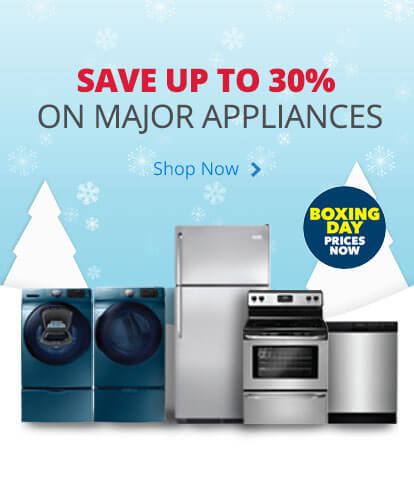 SAVE UP TO 30%
ON MAJOR APPLIANCES
Shop Now
BOXING
DAY
PRICES
NOW